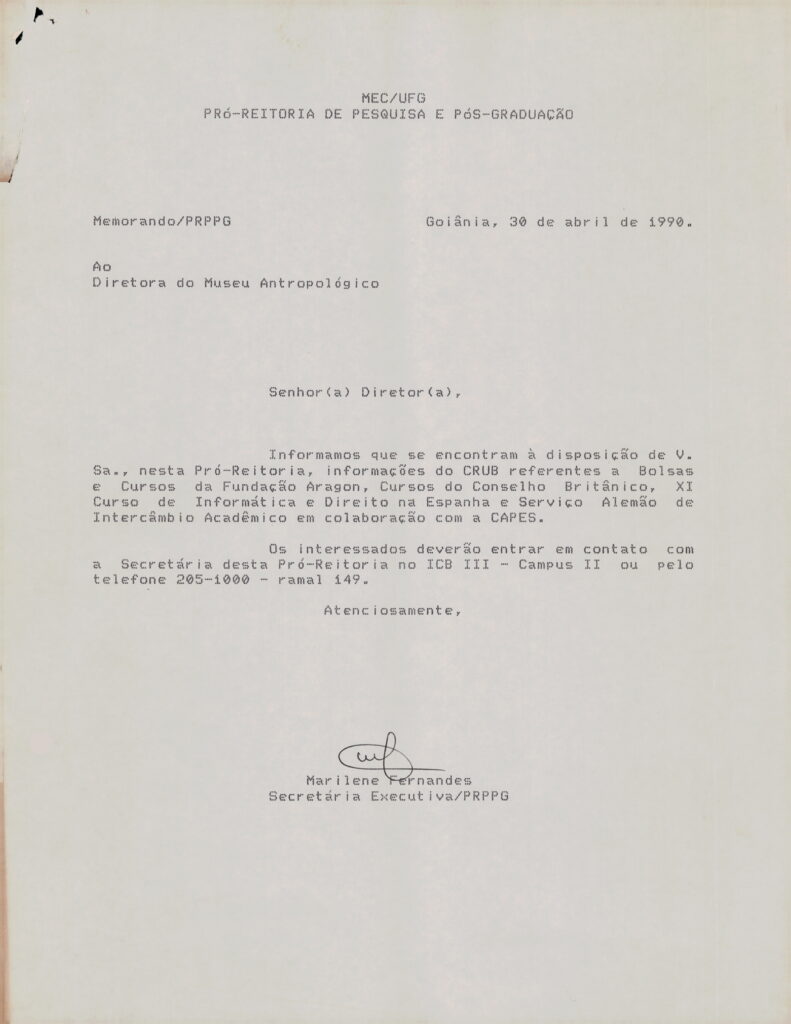 MEC/UFG
PRó-REITORIA DE PESQUISA E PóS-GRADUAÇÃO
Memorando/PRPPG Goiânia, 30 de abril de 1990.
Ao
Diretora do Museu Antropológico
Senhor(a) Diretor(a),
Informamos que se encontram à disposição de V.
Sa., nesta Pró-Reitoria, informações do CRUB referentes a Bolsas
e Cursos da Fundação Aragon, Cursos do Conselho Britânico, XI
Curso de Informática e Direito na Espanha e Serviço Alemão de
Intercâmbio Acadêmico em colaboração com a CAPES.
Os interessados deverão entrar em contato com
a Secretária desta Pró-Reitoria no ICB III - Campus II ou pelo
telefone 205-1000 - ramal 149.
Atenciosamente,
Marilene Fernandes
Secretária Executiva/PRPPG